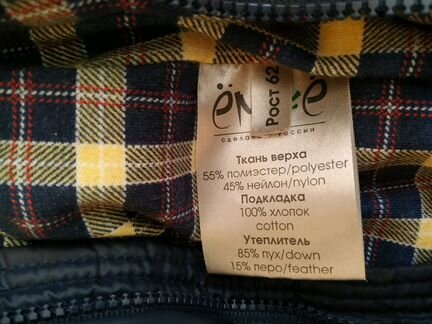 Рост 62
сделано в России
Ткань верха
55% полиэстер/polyester
45% нейлон/nylon
Подкладка
100% хлопок
cotton
Утеплитель
85% пух/down
15% перо/feather